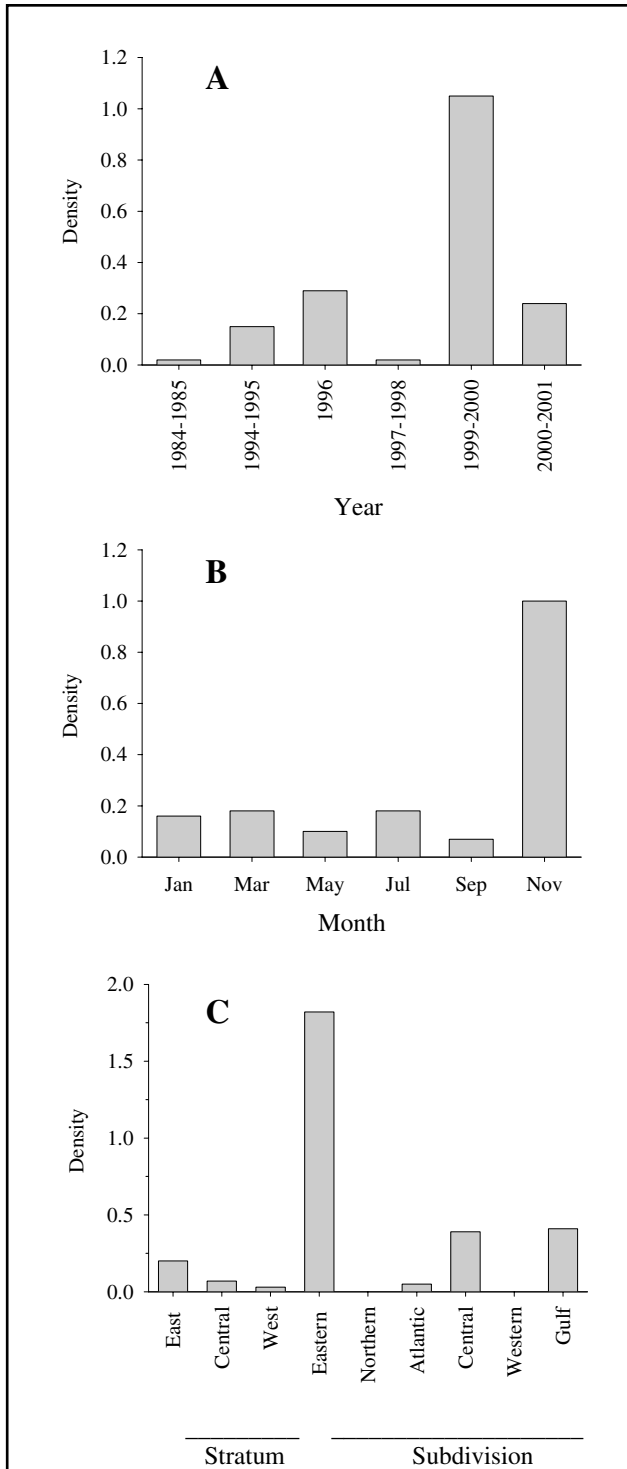 A
1.2
1.0
0.8
0.6
0.4
0.2
0.0
Density
1984-1985
1994-1995
1996
1997-1998
1999-2000
2000-2001
Year
B
1.2
1.0
0.8
0.6
0.4
0.2
0.0
Density
Jan Mar May Jul Sep Nov
Month
C
2.0
1.5
1.0
0.5
0.0
Density
East
Central
West
Eastern
Northern
Atlantic
Central
Western
Gulf
Stratum Subdivision